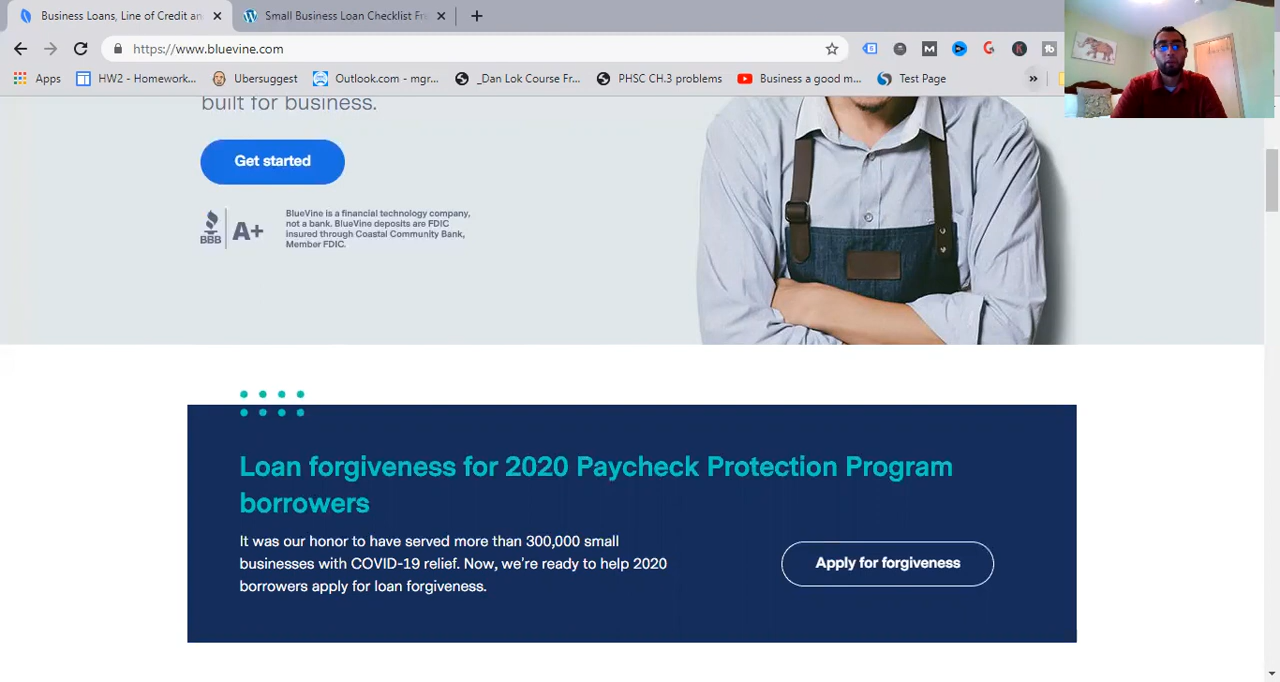 Business Loans, Line of Credit an
Small Business Loan Checklist Fre
https://www.bluevine.com
Apps
HW2 - Homework...
Ubersuggest
Outlook.com - mgr...
_Dan Lok Course Fr...
PHSC CH.3 problems
Business a good m...
Test Page
built for business.
Get started
BBB
A+
BlueVine is a financial technology company,
not a bank. BlueVine deposits are FDIC
insured through Coastal Community Bank,
Member FDIC.
Loan forgiveness for 2020 Paycheck Protection Program
borrowers
It was our honor to have served more than 300,000 small
businesses with COVID-19 relief. Now, we're ready to help 2020
borrowers apply for loan forgiveness.
Apply for forgiveness